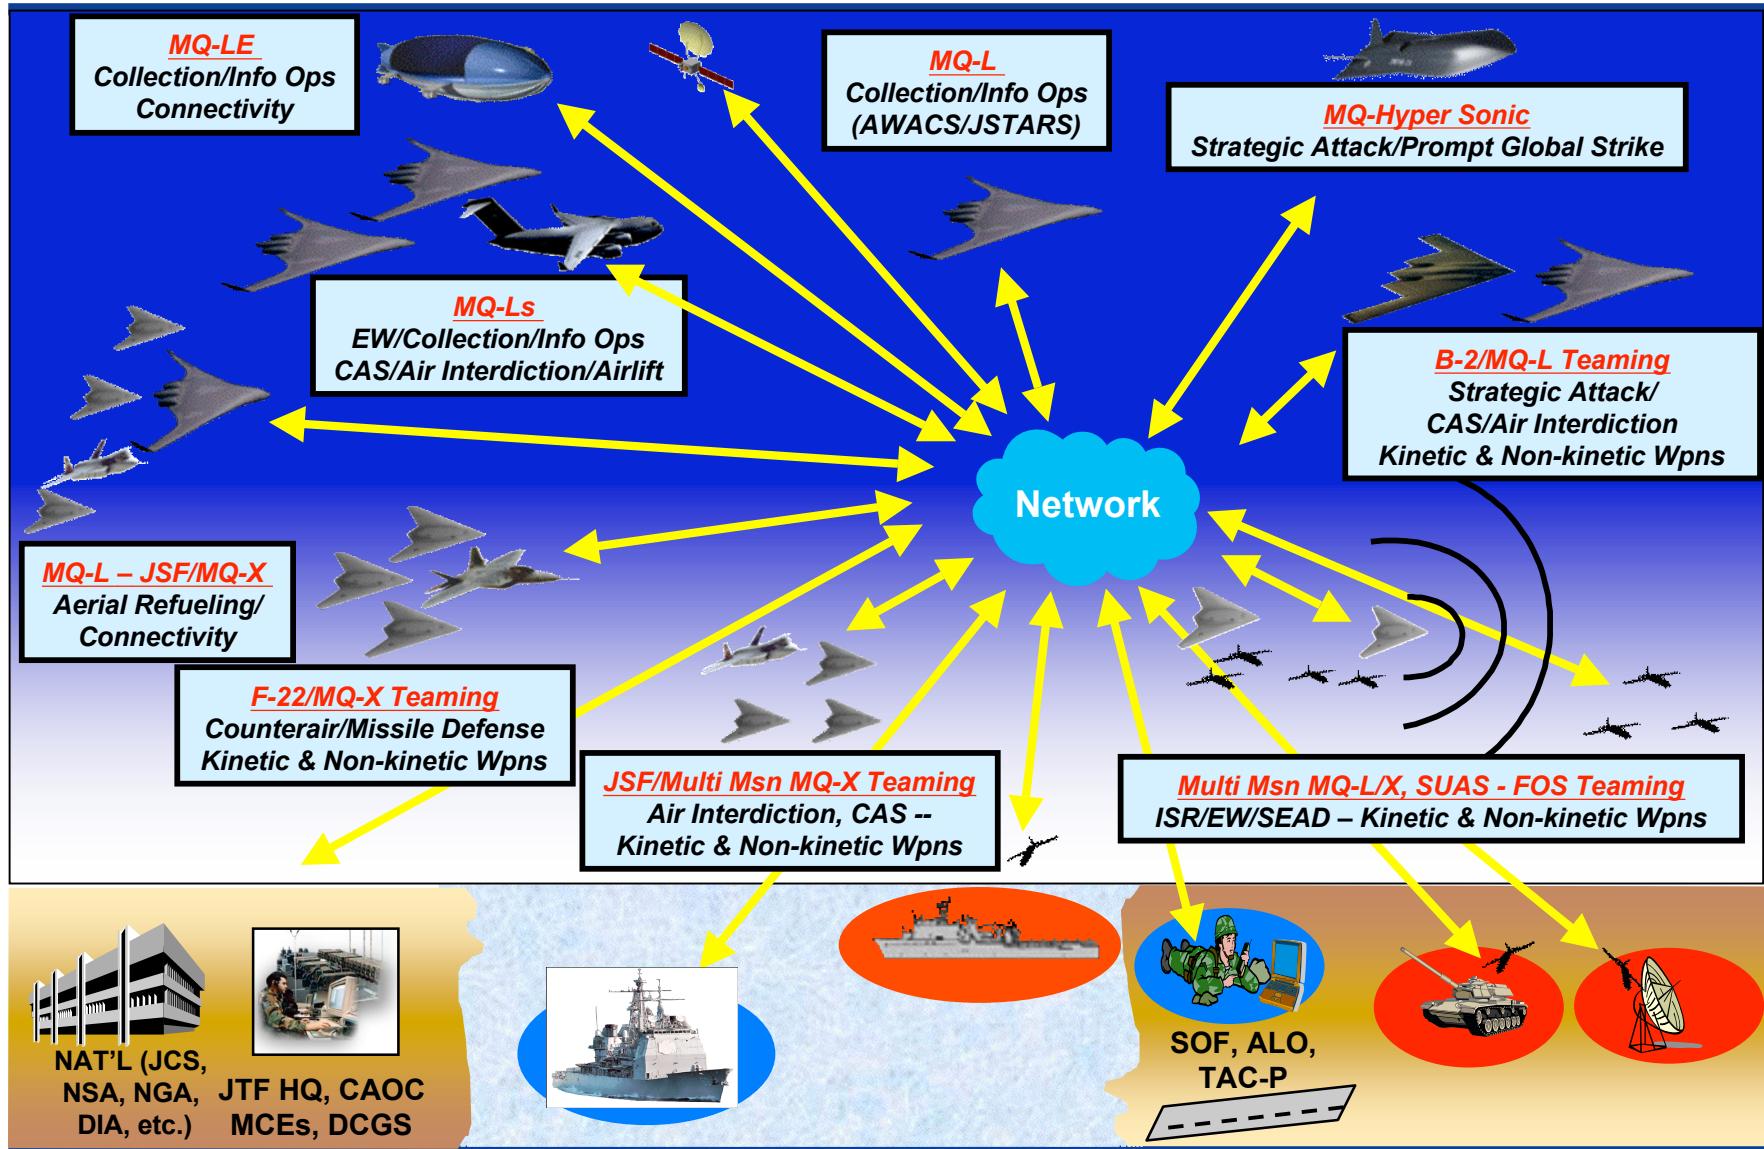 MQ-LE
Collection/Info Ops
Connectivity
MQ-L
Collection/Info Ops
(AWACS/JSTARS)
MQ-Hyper Sonic
Strategic Attack/Prompt Global Strike
MQ-Ls
EW/Collection/Info Ops
CAS/Air Interdiction/Airlift
B-2/MQ-L Teaming
Strategic Attack/
CAS/Air Interdiction
Kinetic & Non-kinetic Wpns
Network
MQ-L – JSF/MQ-X
Aerial Refueling/
Connectivity
F-22/MQ-X Teaming
Counterair/Missile Defense
Kinetic & Non-kinetic Wpns
JSF/Multi Msn MQ-X Teaming
Air Interdiction, CAS --
Kinetic & Non-kinetic Wpns
Multi Msn MQ-L/X, SUAS - FOS Teaming
ISR/EW/SEAD – Kinetic & Non-kinetic Wpns
NAT'L (JCS,
NSA, NGA,
DIA, etc.)
JTF HQ, CAOC
MCEs, DCGS
SOF, ALO,
TAC-P